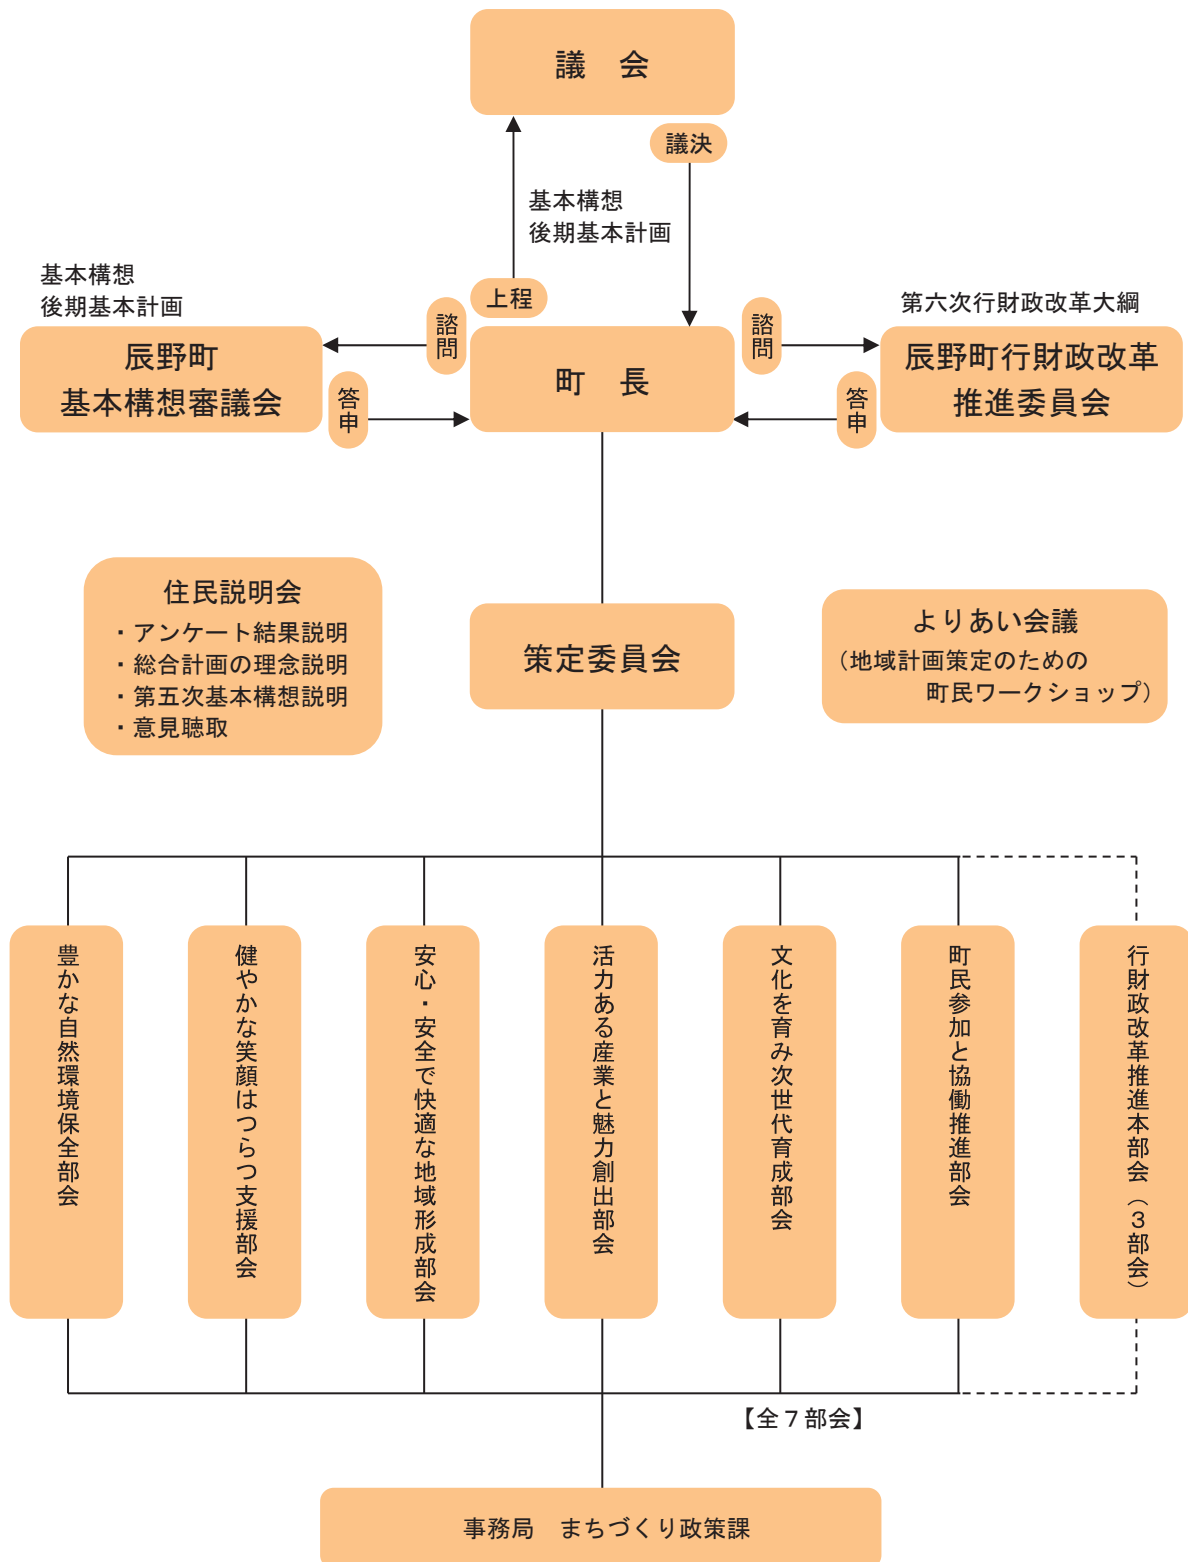 議　会
議決
基本構想
後期基本計画
上程
基本構想
後期基本計画
諮問
答申
辰野町
基本構想審議会
町　長
第六次行財政改革大綱
諮問
答申
辰野町行財政改革
推進委員会
住民説明会
・アンケート結果説明
・総合計画の理念説明
・第五次基本構想説明
・意見聴取
策定委員会
よりあい会議
（地域計画策定のための
町民ワークショップ）
豊かな自然環境保全部会
健やかな笑顔はつらつ支援部会
安心・安全で快適な地域形成部会
活力ある産業と魅力創出部会
文化を育み次世代育成部会
町民参加と協働推進部会
行財政改革推進本部会（３部会）
【全７部会】
事務局　まちづくり政策課